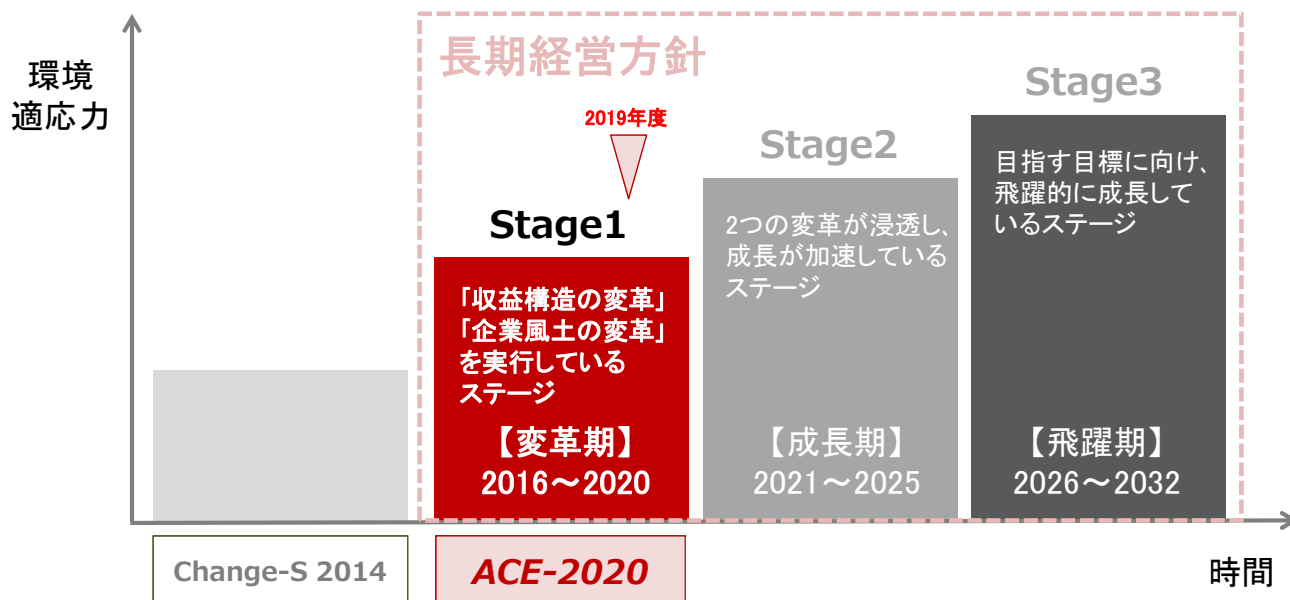 環境
適応力
長期経営方針
2019年度
Stage1
「収益構造の変革」
「企業風土の変革」
を実行している
ステージ
【変革期】
2016～2020
Stage2
2つの変革が浸透し、
成長が加速している
ステージ
【成長期】
2021～2025
Stage3
目指す目標に向け、
飛躍的に成長して
いるステージ
【飛躍期】
2026～2032
Change-S 2014
ACE-2020
時間